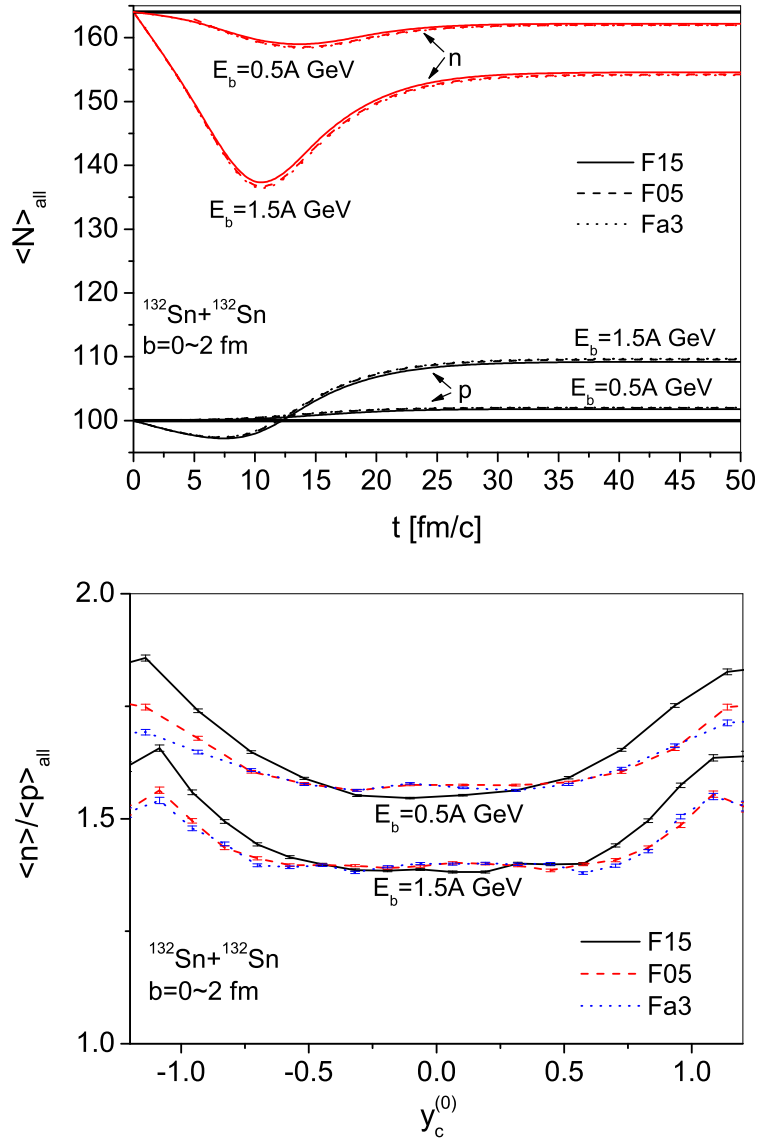 160
150
140
130
120
110
100
<N>all
E_b=0.5A GeV
n
E_b=1.5A GeV
F15
F05
Fa3
¹³²Sn+¹³²Sn
b=0~2 fm
E_b=1.5A GeV
p
E_b=0.5A GeV
0 5 10 15 20 25 30 35 40 45 50
t [fm/c]
2.0
1.5
1.0
<n>/<p>all
E_b=0.5A GeV
E_b=1.5A GeV
¹³²Sn+¹³²Sn
b=0~2 fm
F15
F05
Fa3
-1.0 -0.5 0.0 0.5 1.0
y_c^(0)